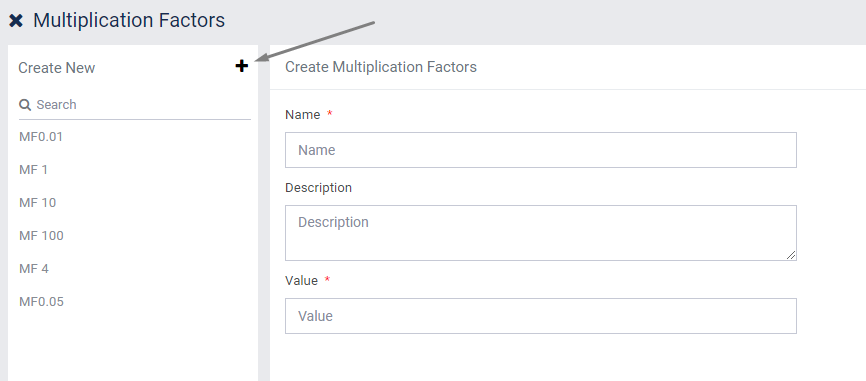 Multiplication Factors
Create New
Search
MF0.01
MF 1
MF 10
MF 100
MF 4
MF0.05
Create Multiplication Factors
Name *
Name
Description
Description
Value *
Value